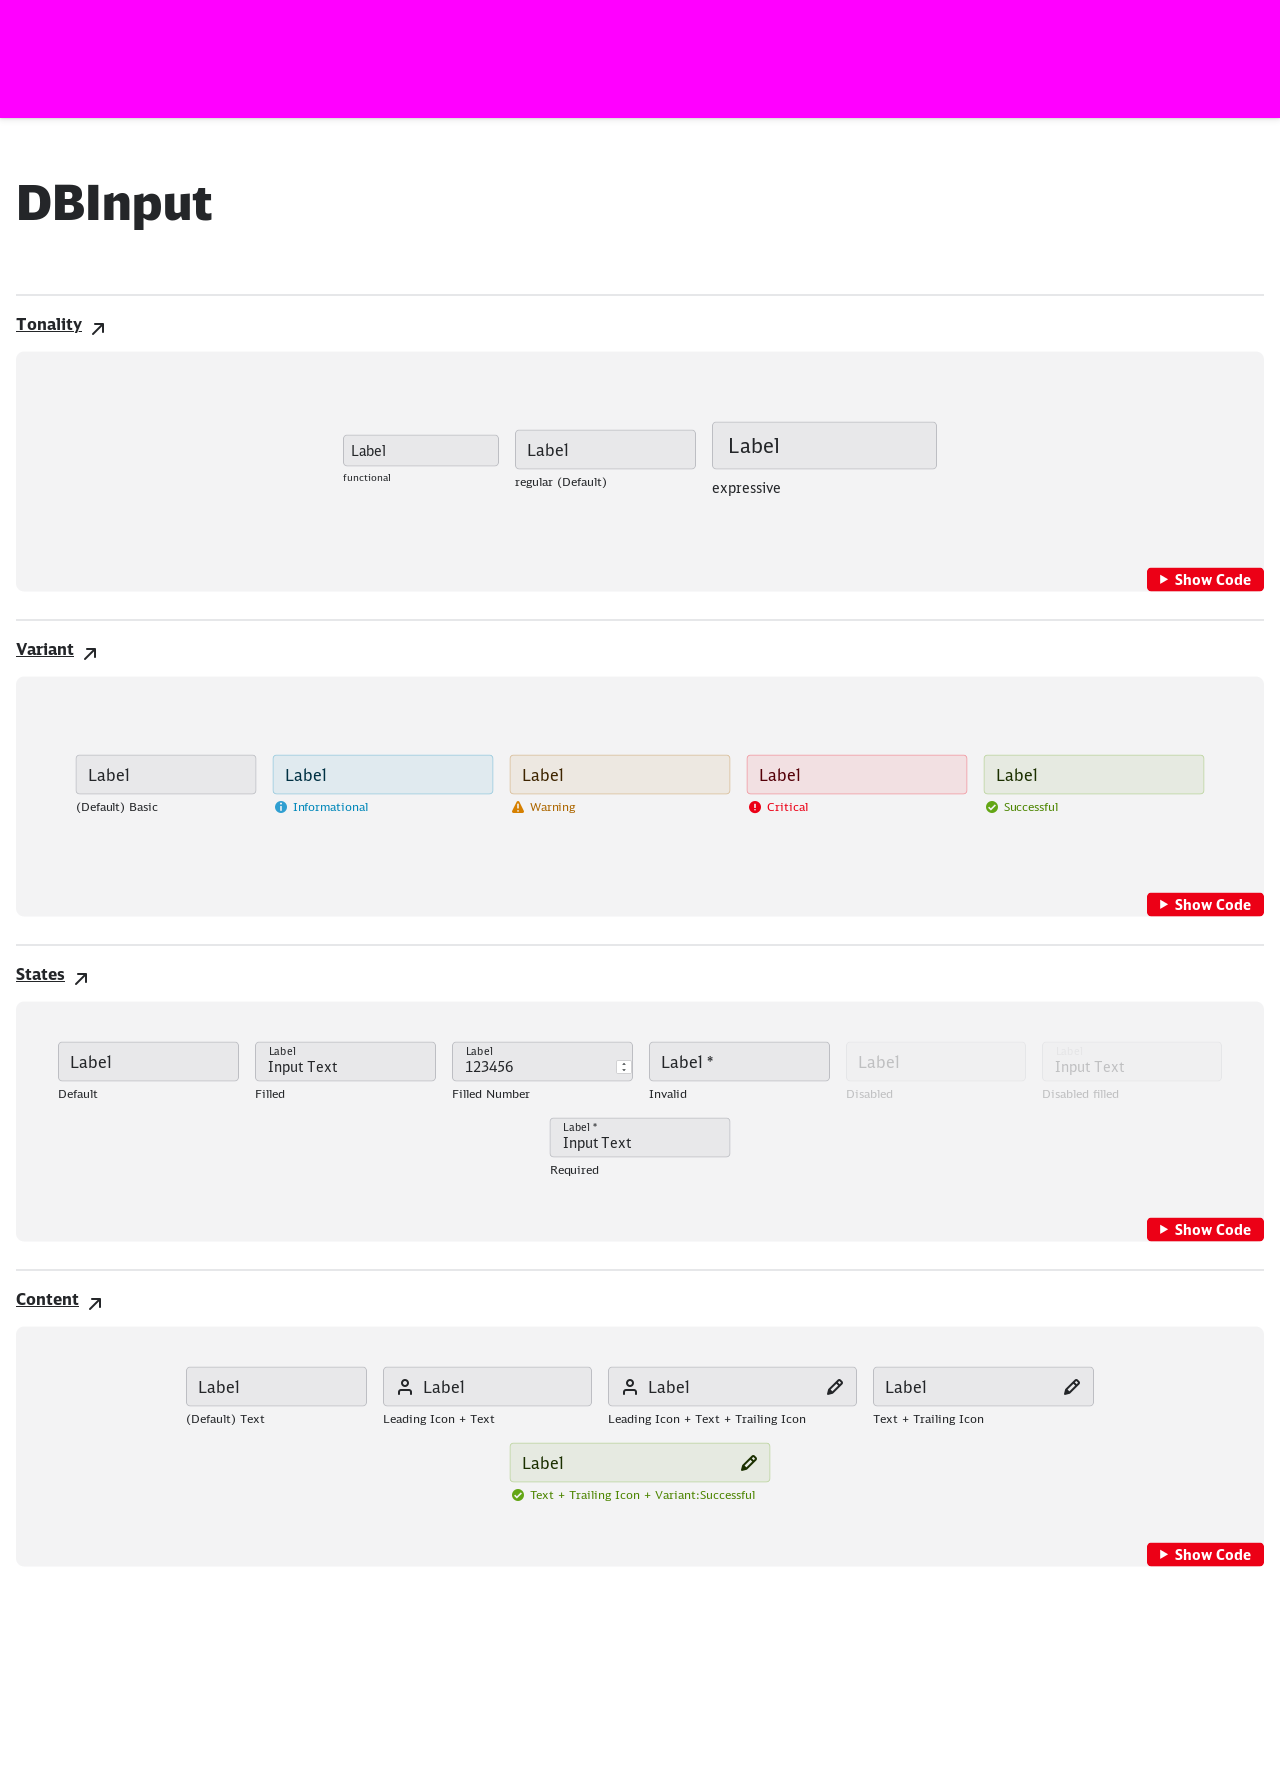 DBInput
Tonality
Label Label Label
functional regular (Default) expressive
Show Code
Variant
Label Label Label Label Label
(Default) Basic Informational Warning Critical Successful
Show Code
States
Label Label Input Text Label 123456 Label * Label Label Input Text
Default Filled Filled Number Invalid Disabled Disabled filled
Label *
Input Text
Required
Show Code
Content
Label Label Label Label
(Default) Text Leading Icon + Text Leading Icon + Text + Trailing Icon Text + Trailing Icon
Label
Text + Trailing Icon + Variant:Successful
Show Code